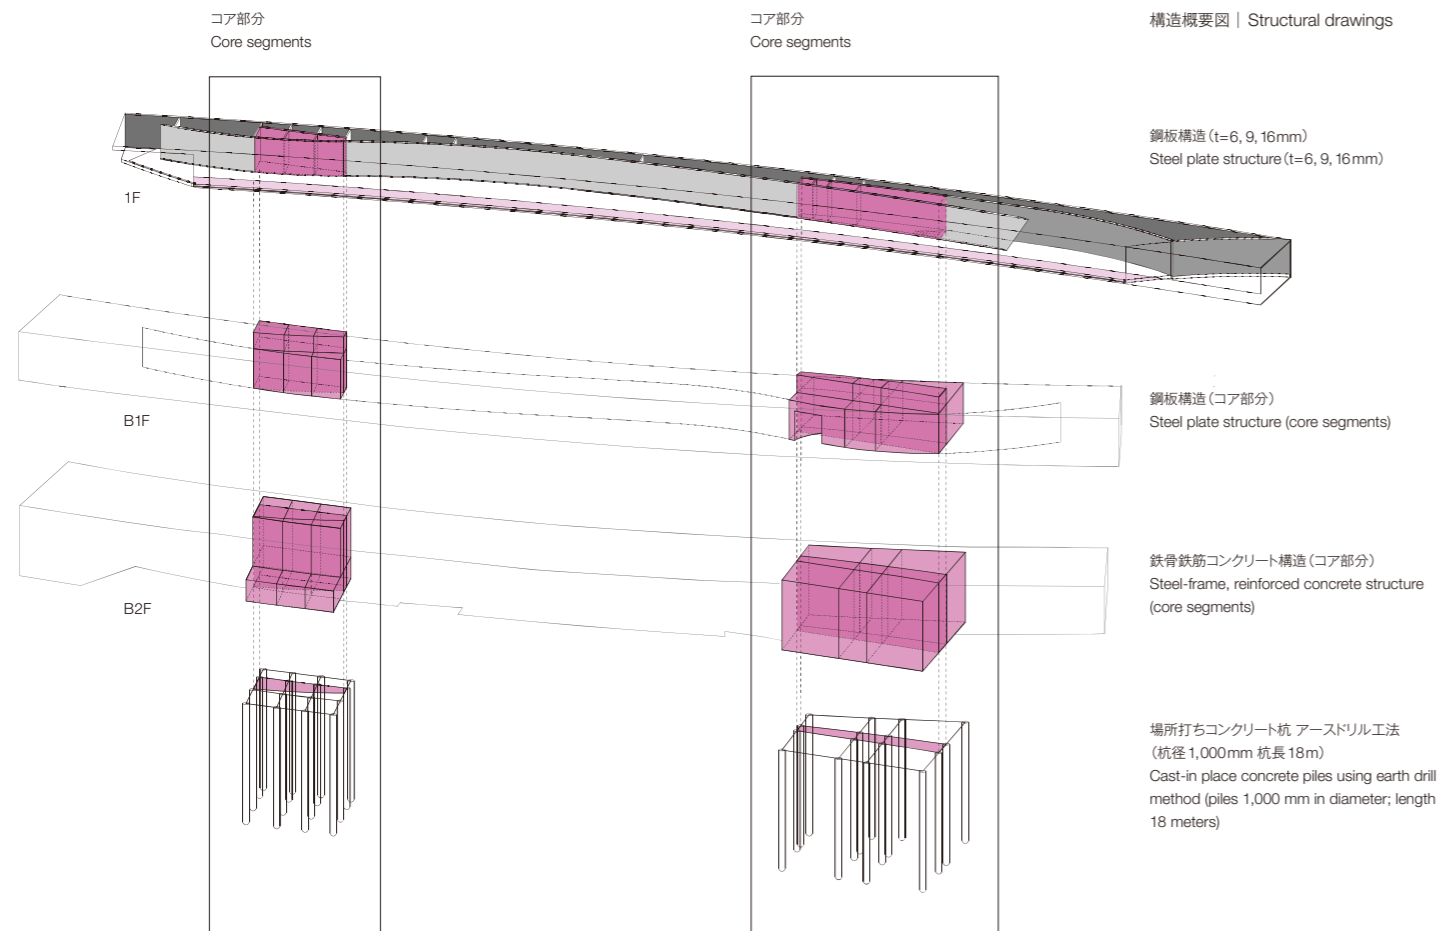 コア部分
Core segments
コア部分
Core segments
構造概要図｜Structural drawings
鋼板構造（t=6, 9, 16mm）
Steel plate structure（t=6, 9, 16mm）
1F
鋼板構造（コア部分）
Steel plate structure (core segments)
B1F
鉄骨鉄筋コンクリート構造（コア部分）
Steel-frame, reinforced concrete structure
(core segments)
B2F
場所打ちコンクリート杭 アースドリル工法
（杭径1,000mm 杭長18m）
Cast-in place concrete piles using earth drill
method (piles 1,000 mm in diameter; length
18 meters)